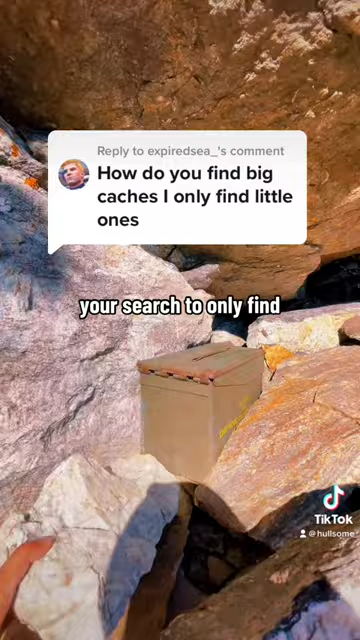 Reply to expiredsea_'s comment
How do you find big
caches I only find little
ones
your search to only find
TikTok
@hullsome